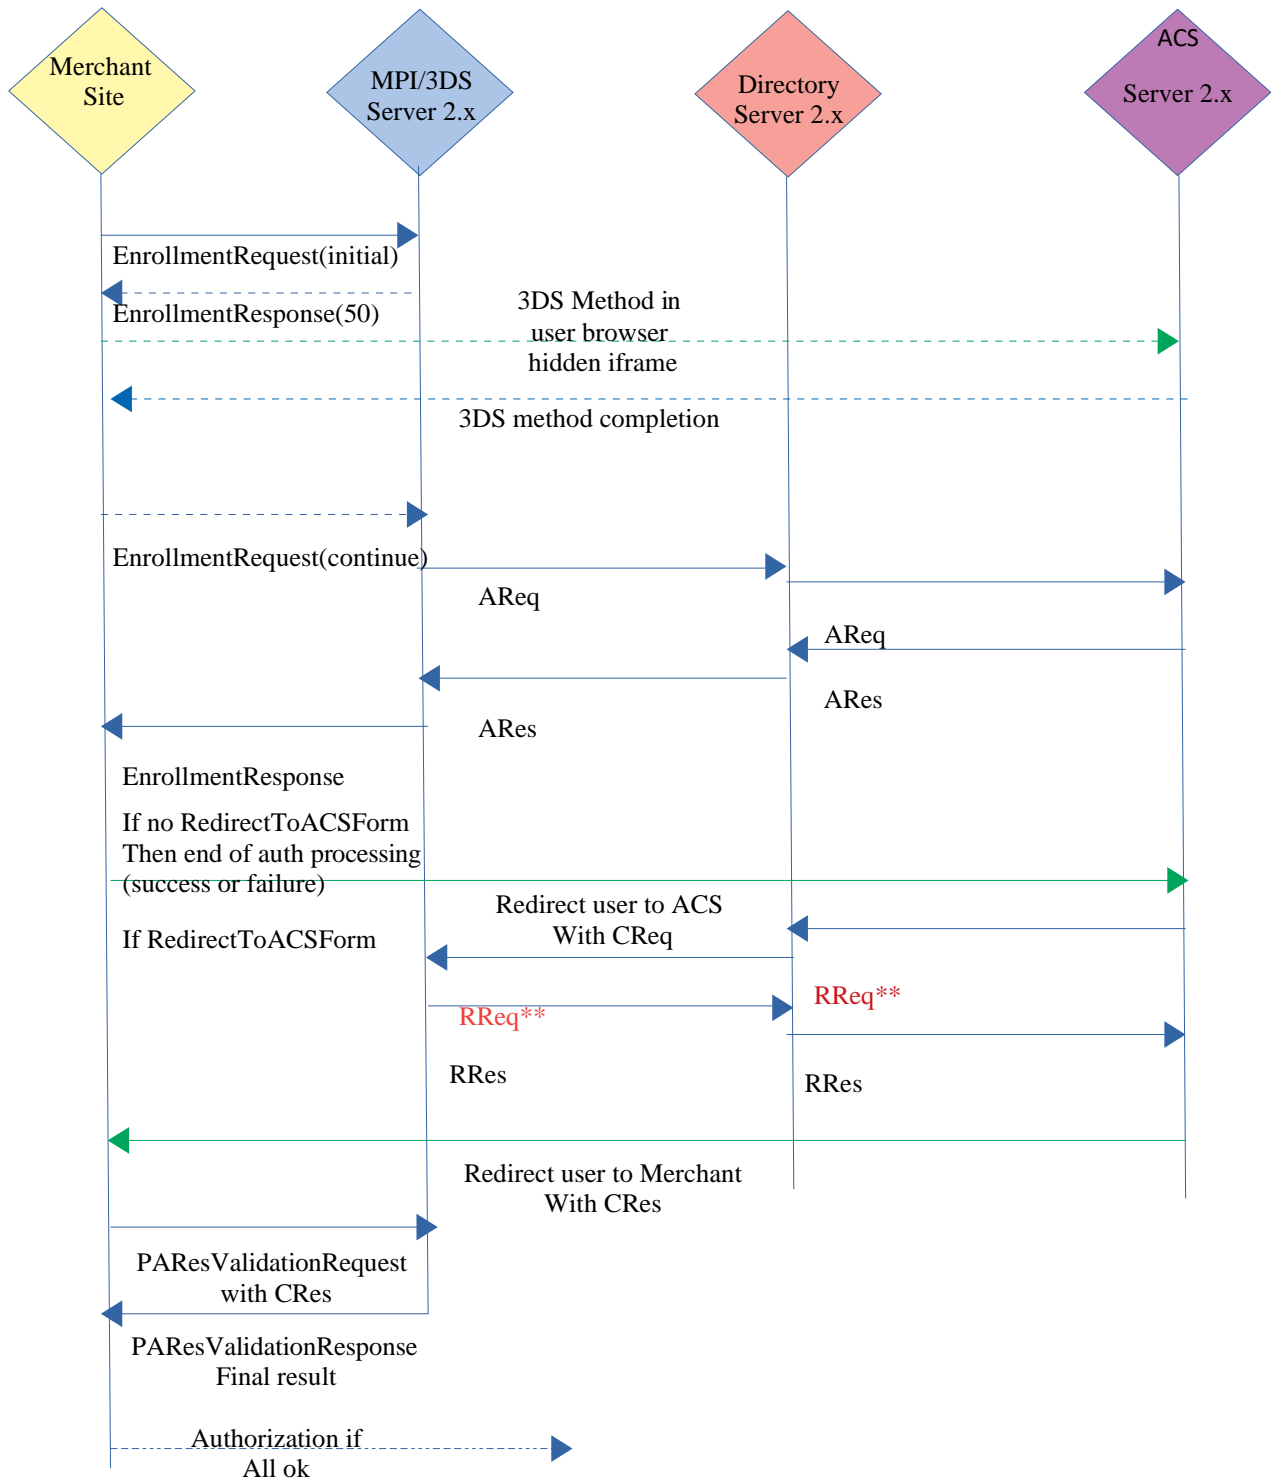 Merchant
Site
MPI/3DS
Server 2.x
Directory
Server 2.x
ACS
Server 2.x
EnrollmentRequest(initial)
EnrollmentResponse(50)
3DS Method in
user browser
hidden iframe
3DS method completion
EnrollmentRequest(continue)
AReq
AReq
ARes
ARes
EnrollmentResponse
If no RedirectToACSForm
Then end of auth processing
(success or failure)
If RedirectToACSForm
Redirect user to ACS
With CReq
RReq**
RReq**
RRes
RRes
Redirect user to Merchant
With CRes
PAResValidationRequest
with CRes
PAResValidationResponse
Final result
Authorization if
All ok